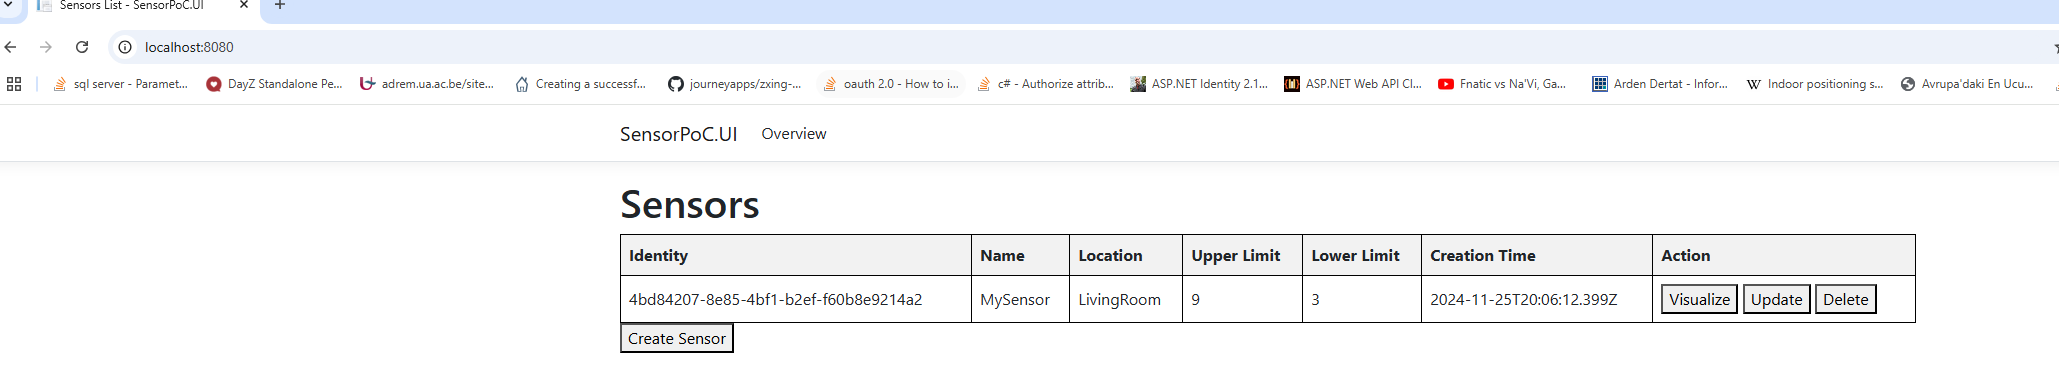 Sensors List - SensorPoC.UI
localhost:8080
sql server - Paramet... DayZ Standalone Pe... adrem.ua.ac.be/site... Creating a successf... journeyapps/zxing-... oauth 2.0 - How to i... c# - Authorize attrib... ASP.NET Identity 2.1... ASP.NET Web API Cl... Fnatic vs Na'Vi, Ga... Arden Dertat - Infor... Indoor positioning s... Avrupa'daki En Ucu...
SensorPoC.UI Overview
Sensors
Identity Name Location Upper Limit Lower Limit Creation Time Action
4bd84207-8e85-4bf1-b2ef-f60b8e9214a2 MySensor LivingRoom 9 3 2024-11-25T20:06:12.399Z Visualize Update Delete
Create Sensor